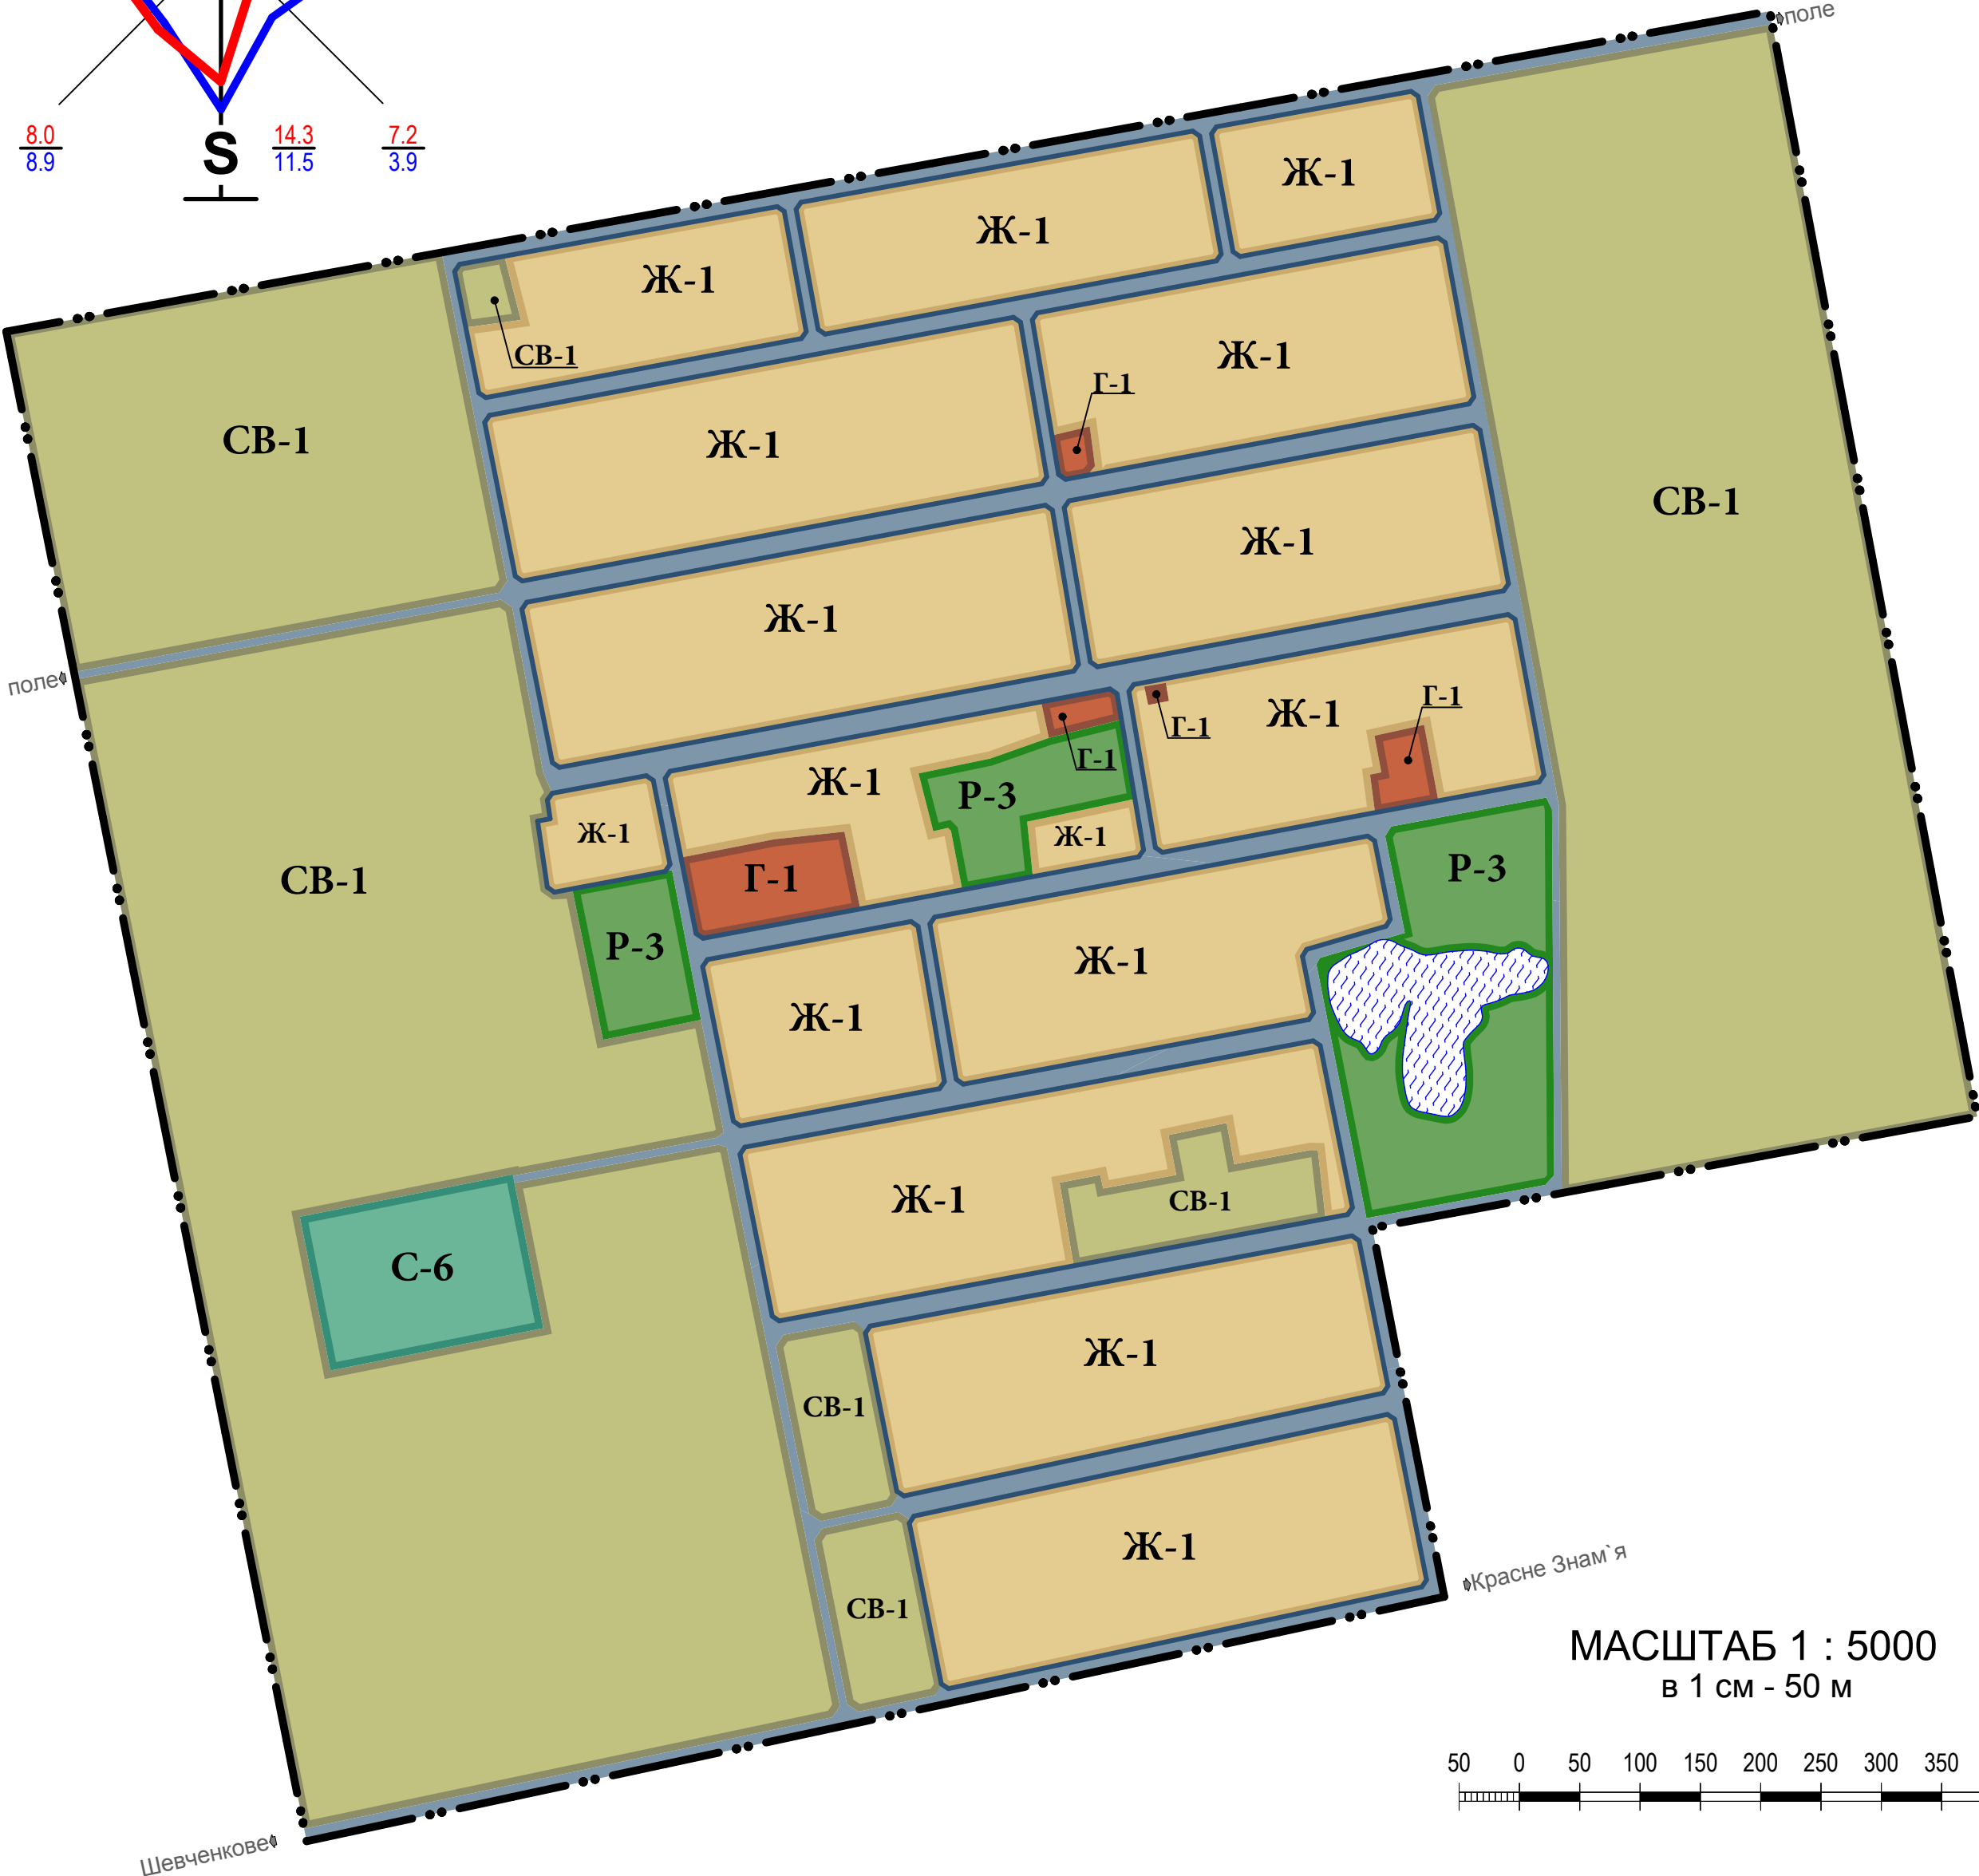 поле
8.0
8.9
S
14.3
11.5
7.2
3.9
Ж-1
Ж-1
Ж-1
СВ-1
Ж-1
Г-1
СВ-1
Ж-1
СВ-1
Ж-1
Ж-1
поле
Г-1
Ж-1
Г-1
Г-1
Ж-1
Р-3
Ж-1
Ж-1
Р-3
СВ-1
Г-1
Р-3
Ж-1
Ж-1
Ж-1
СВ-1
С-6
Ж-1
СВ-1
Ж-1
СВ-1
Красне Знам`я
МАСШТАБ 1 : 5000
в 1 см - 50 м
50 0 50 100 150 200 250 300 350
Шевченкове